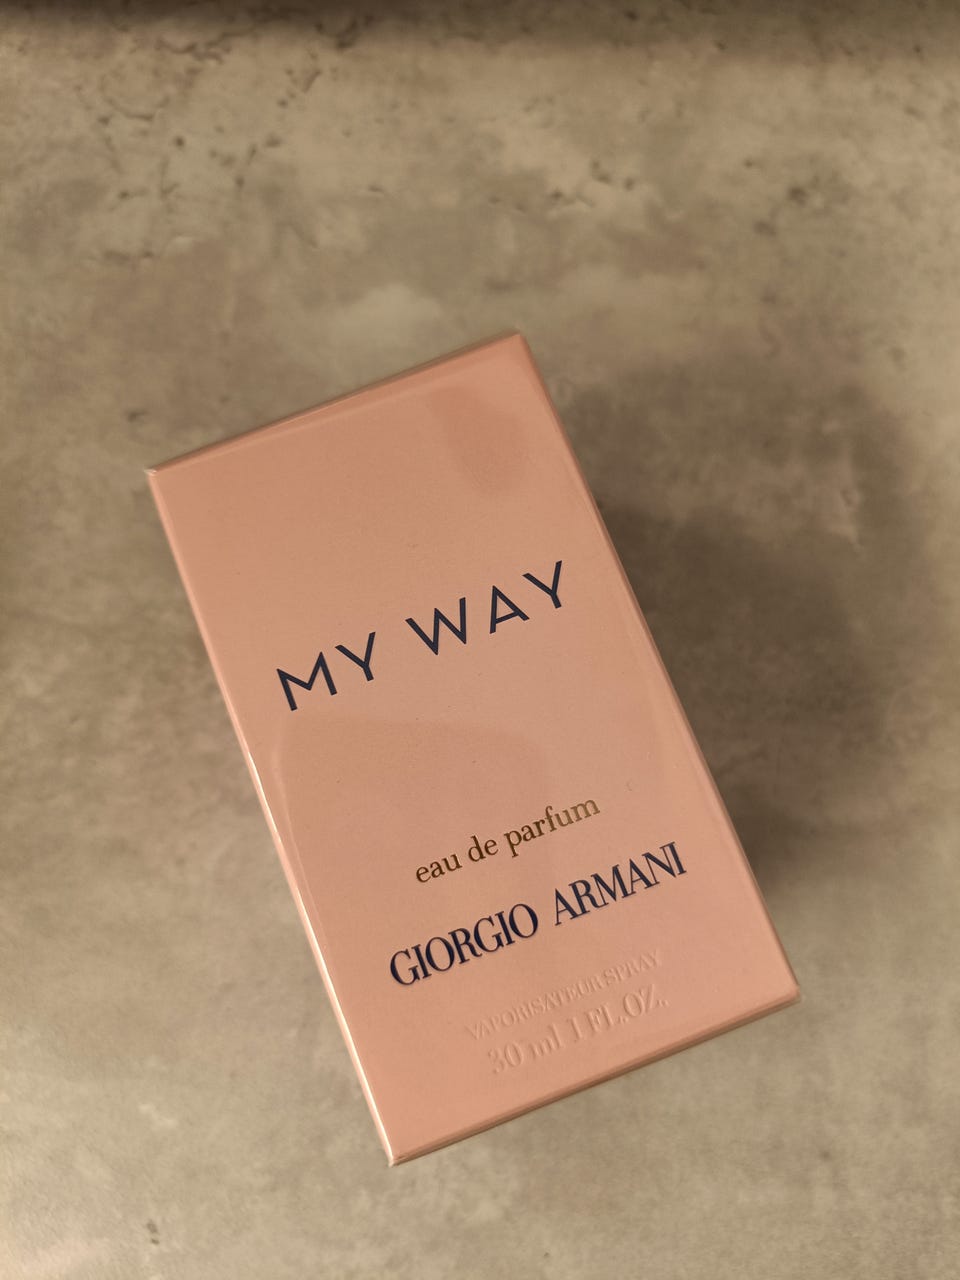 MY WAY
eau de parfum
GIORGIO ARMANI
VAPORISATEUR SPRAY
30 ml 1 FL.OZ.